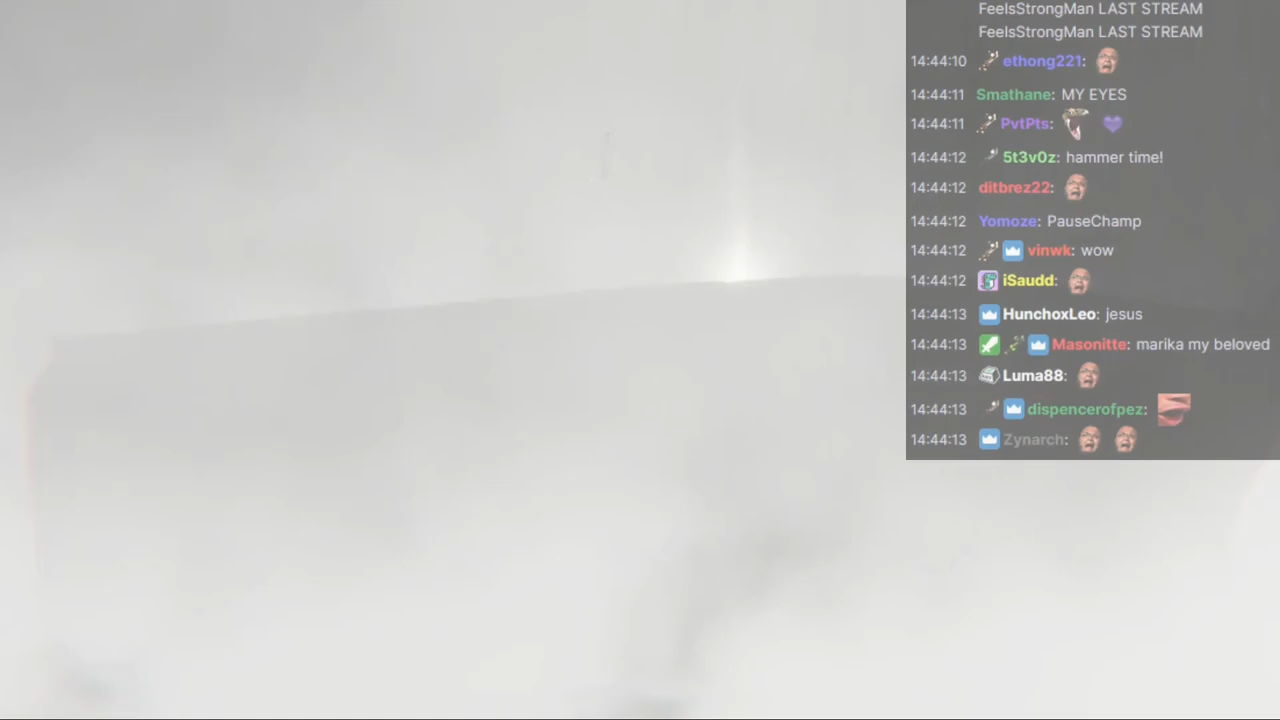 FeelsStrongMan LAST STREAM
FeelsStrongMan LAST STREAM
14:44:10 ethong221:
14:44:11 Smathane: MY EYES
14:44:11 PvtPts:
14:44:12 5t3v0z: hammer time!
14:44:12 ditbrez22:
14:44:12 Yomoze: PauseChamp
14:44:12 vinwk: wow
14:44:12 iSaudd:
14:44:13 HunchoxLeo: jesus
14:44:13 Masonitte: marika my beloved
14:44:13 Luma88:
14:44:13 dispencerofpez:
14:44:13 Zynarch: